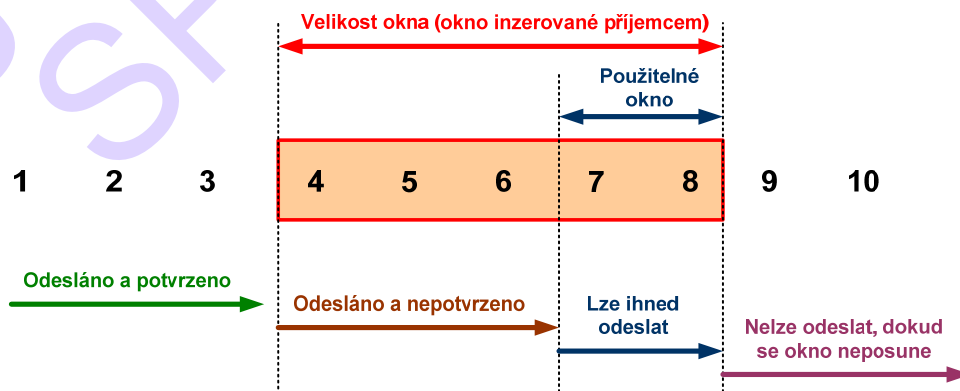 Velikost okna (okno inzerované příjemcem)
Použitelné
okno
1 2 3 4 5 6 7 8 9 10
Odesláno a potvrzeno
Odesláno a nepotvrzeno
Lze ihned
odeslat
Nelze odeslat, dokud
se okno neposune